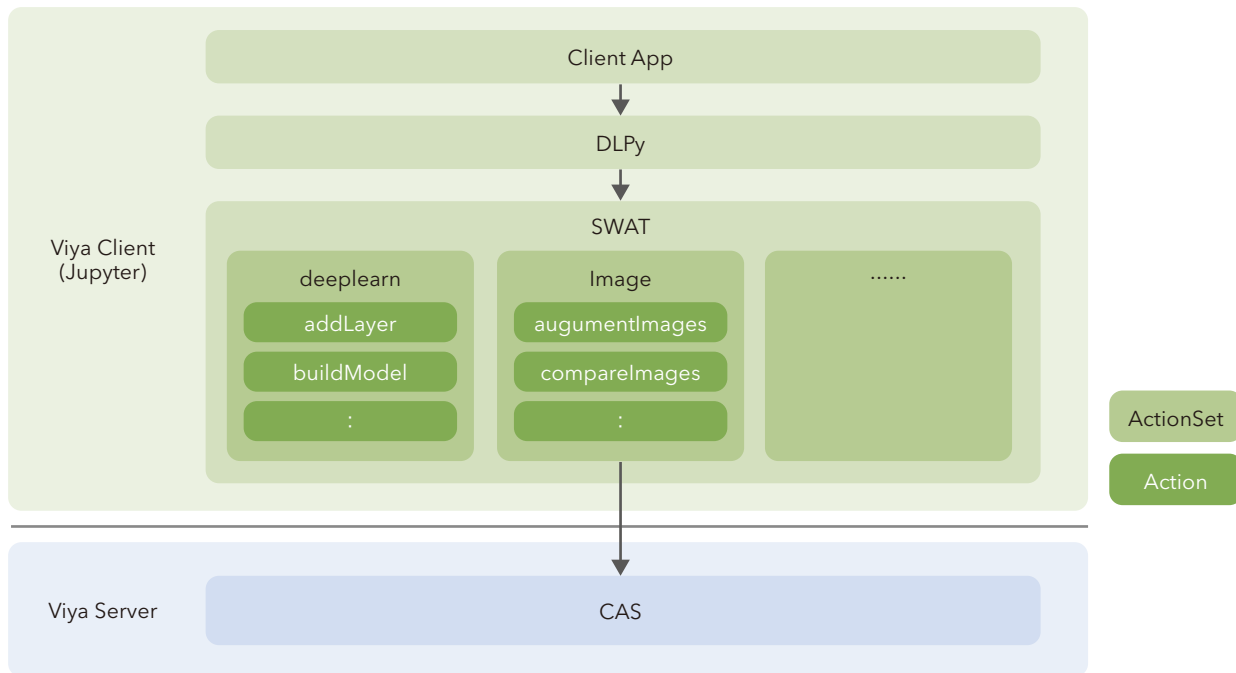 Client App
DLPy
Viya Client
(Jupyter)
SWAT
deeplearn
addLayer
buildModel
:
Image
augumentImages
compareImages
:
......
ActionSet
Action
Viya Server
CAS